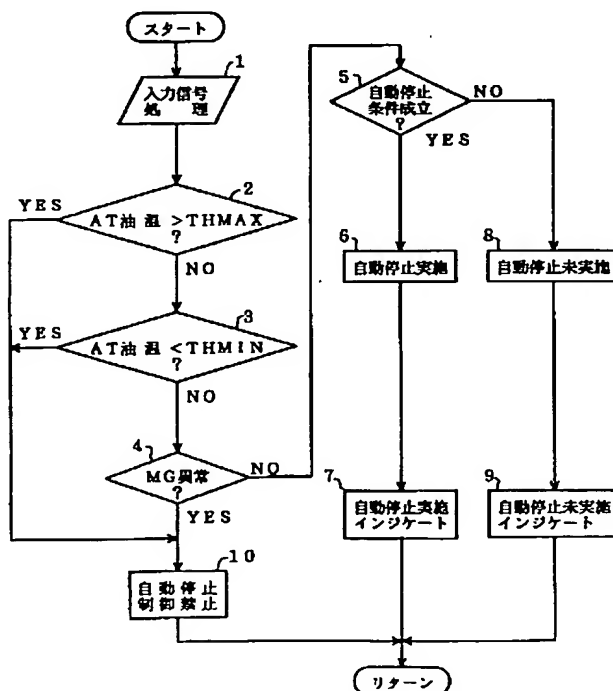 スタート
1
入力信号
処 理
2
YES
AT油温>THMAX
?
NO
3
YES
AT油温<THMIN
?
NO
4
MG異常
?
NO
YES
10
自動停止
制御禁止
5
自動停止
条件成立
?
NO
YES
6
自動停止実施
8
自動停止未実施
7
自動停止実施
インジケート
9
自動停止未実施
インジケート
リターン